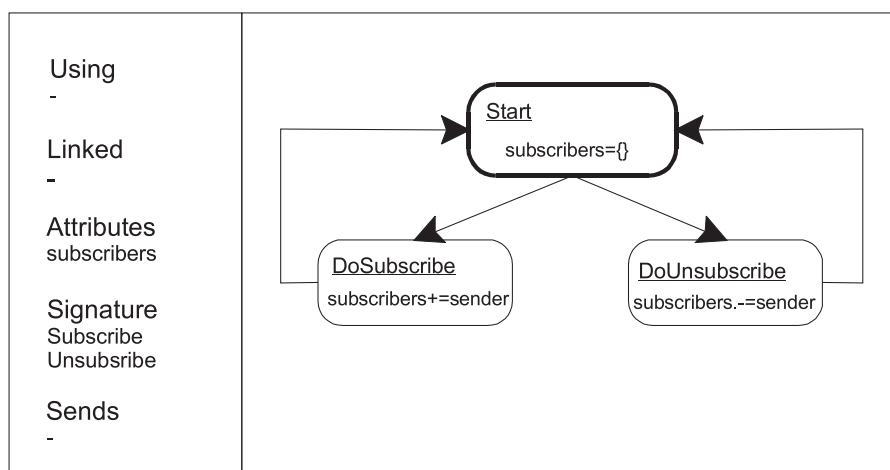 Using
-
Linked
-
Attributes
subscribers
Signature
Subscribe
Unsubsribe
Sends
-
Start
subscribers={}
DoSubscribe
subscribers+=sender
DoUnsubscribe
subscribers.-=sender